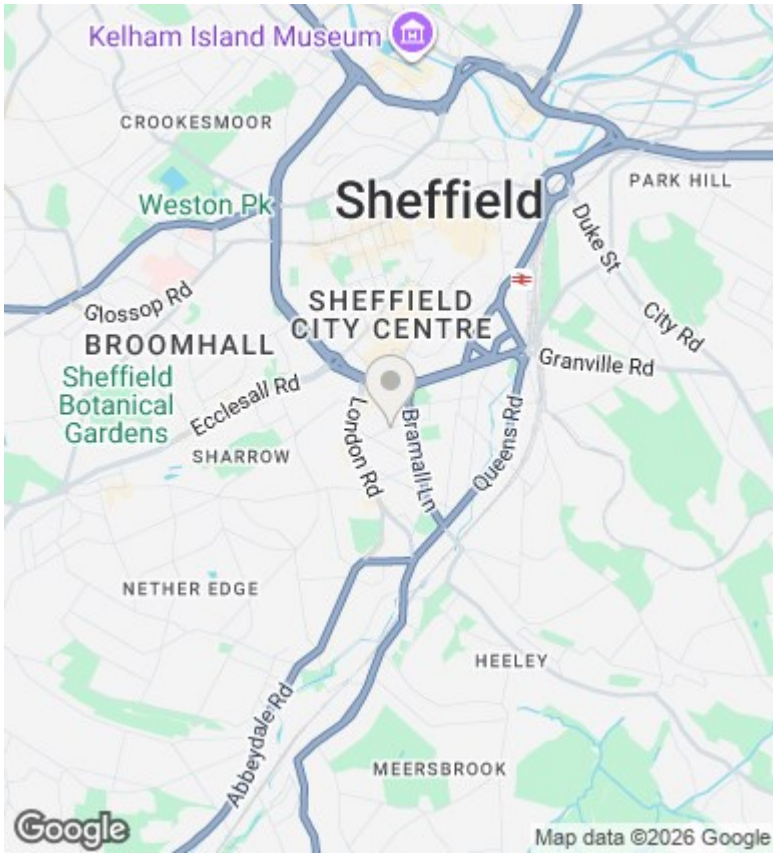 Kelham Island Museum
CROOKESMOOR
Weston Pk
Sheffield
PARK HILL
Duke St
City Rd
Glossop Rd
SHEFFIELD
CITY CENTRE
BROOMHALL
Granville Rd
Sheffield
Botanical
Gardens
Ecclesall Rd
London Rd
Bramall Ln
Queens Rd
SHARROW
NETHER EDGE
HEELEY
Abbeydale Rd
MEERSBROOK
Google
Map data ©2026 Google